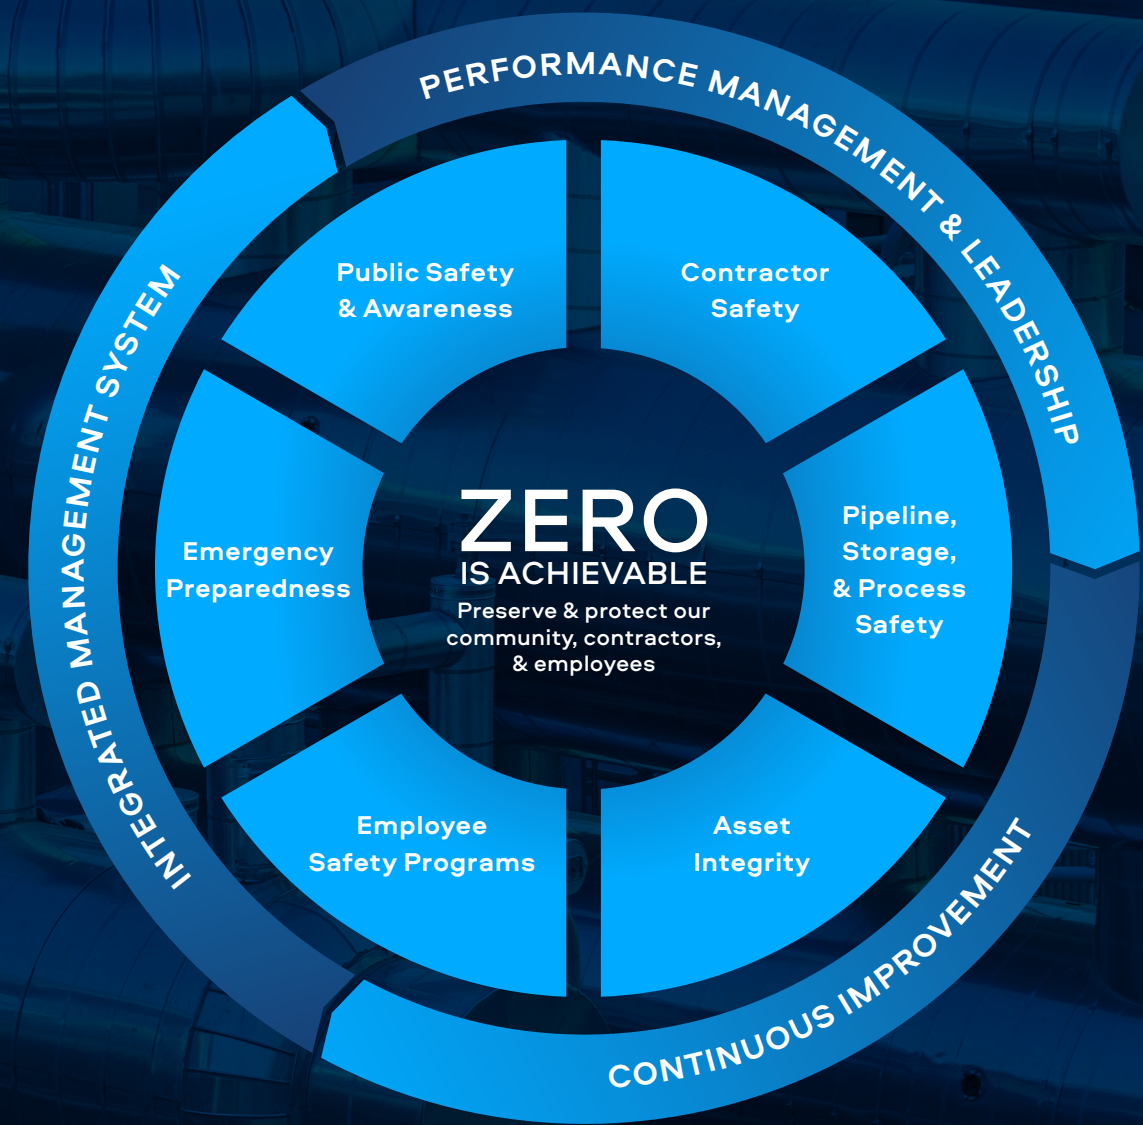 PERFORMANCE MANAGEMENT & LEADERSHIP
Public Safety
& Awareness
Contractor
Safety
INTEGRATED MANAGEMENT SYSTEM
Emergency
Preparedness
ZERO
IS ACHIEVABLE
Preserve & protect our
community, contractors,
& employees
Pipeline,
Storage,
& Process
Safety
Employee
Safety Programs
Asset
Integrity
CONTINUOUS IMPROVEMENT